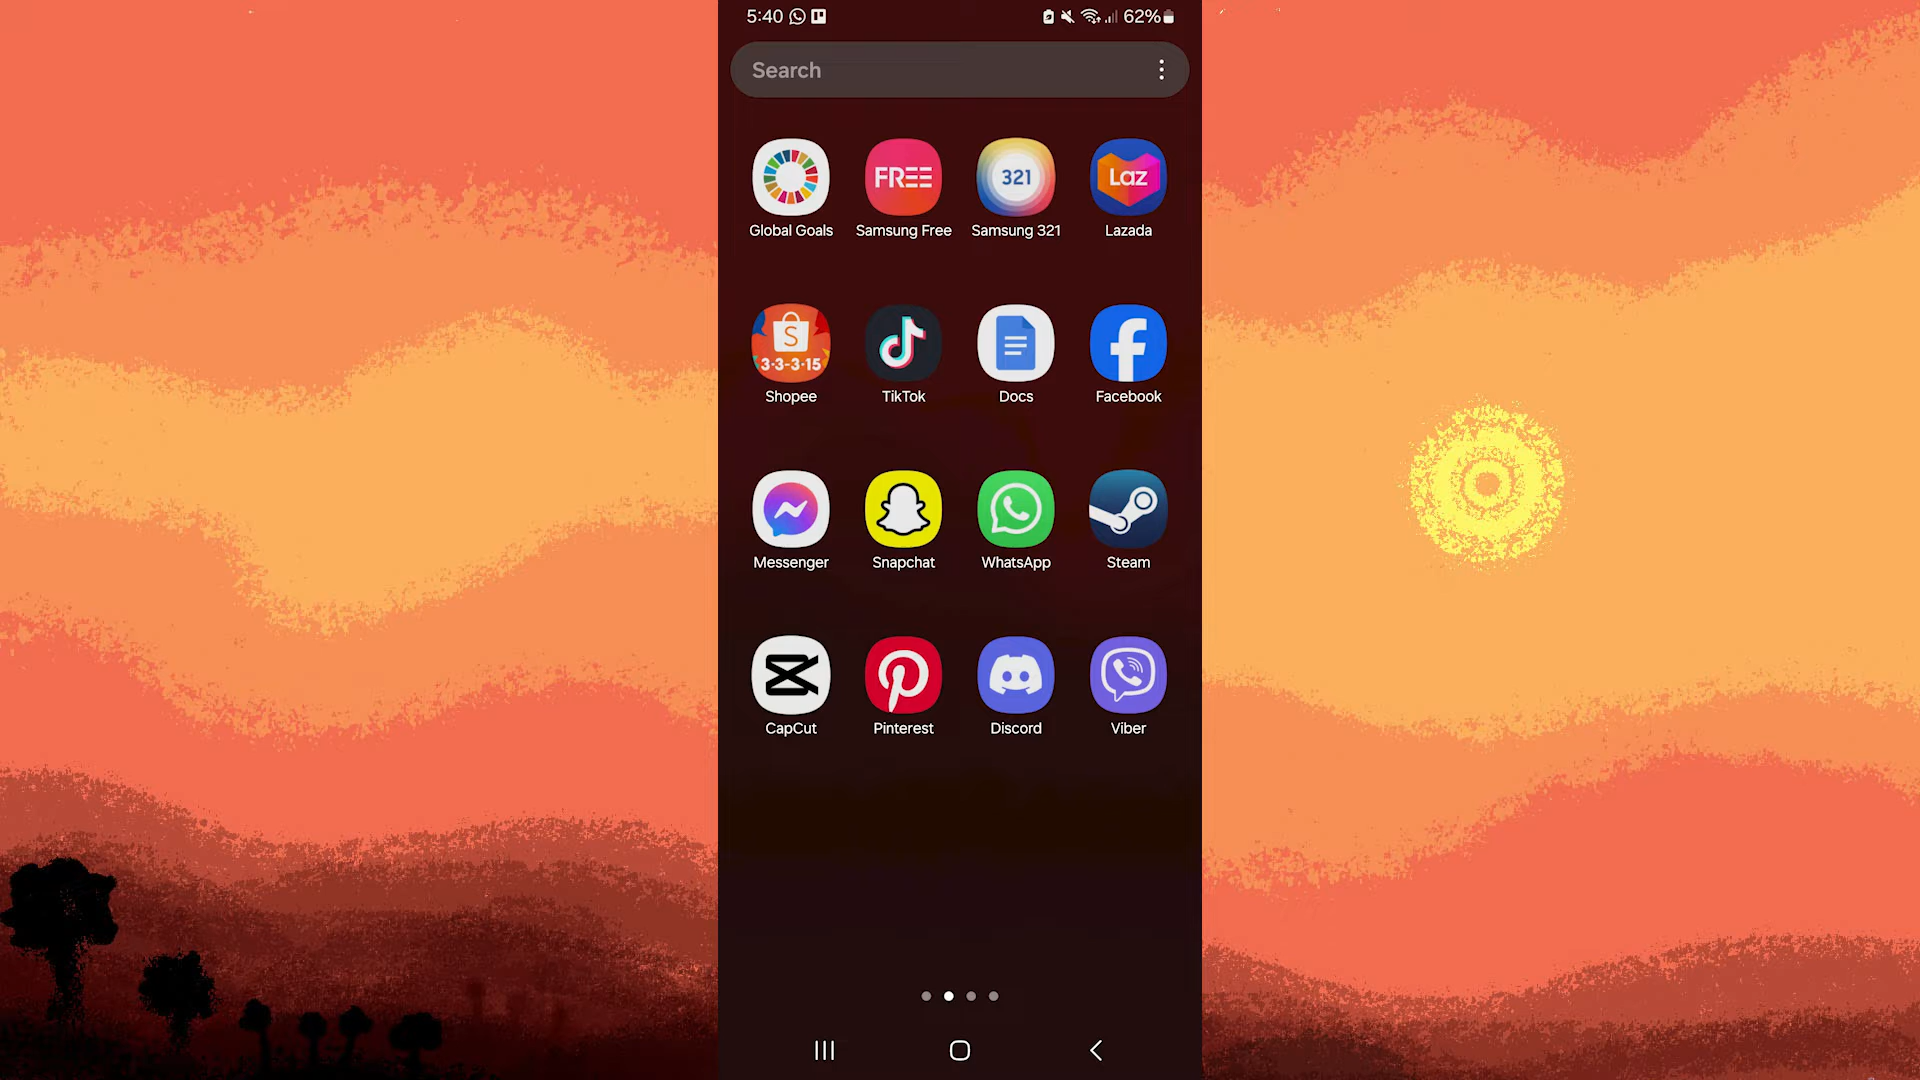 5:40 62%
Search
FREE 321 Laz
Global Goals Samsung Free Samsung 321 Lazada
S
3-3-3-15
Shopee TikTok Docs Facebook
Messenger Snapchat WhatsApp Steam
CapCut Pinterest Discord Viber